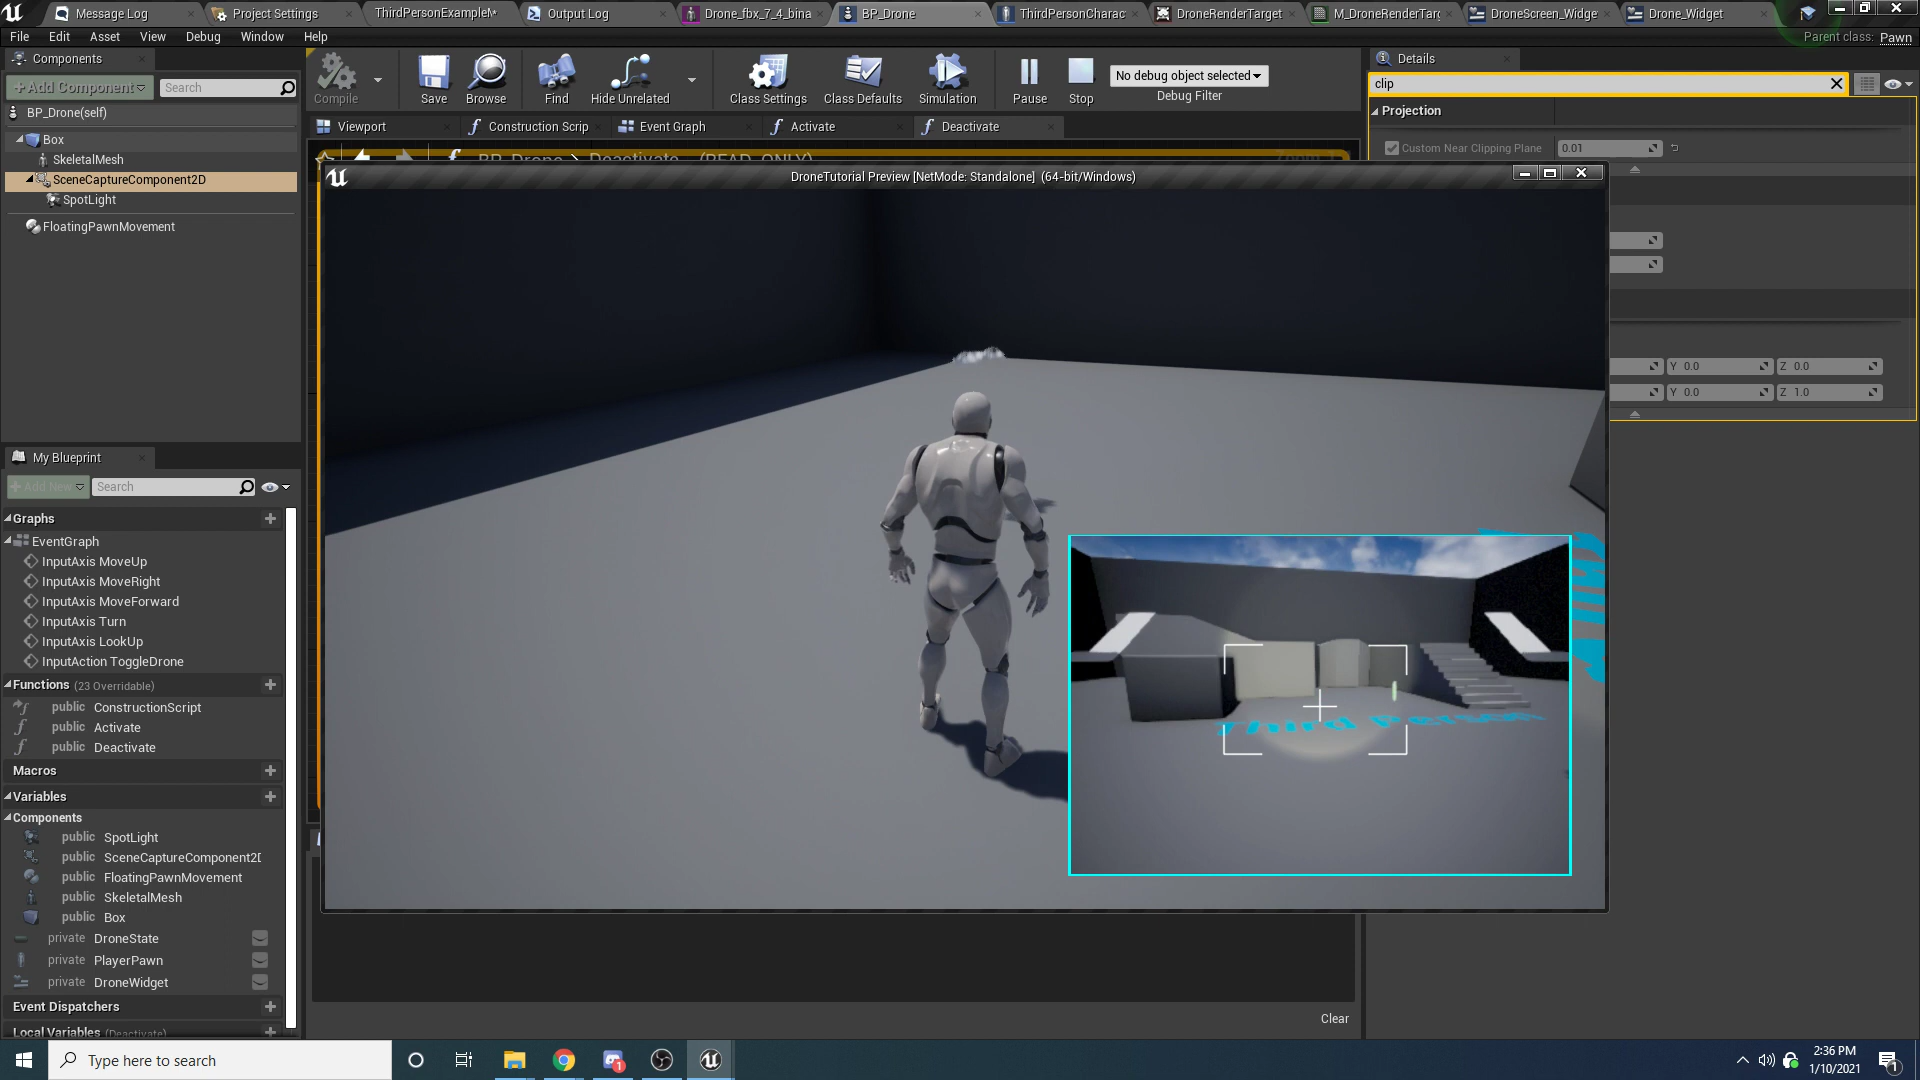 Message Log
Project Settings
ThirdPersonExampleM*
Output Log
Drone_fbx_7_4_bina
BP_Drone
ThirdPersonCharac
DroneRenderTarget
M_DroneRenderTarg
DroneScreen_Widge
Drone_Widget
File Edit Asset View Debug Window Help
Parent class: Pawn
Components
Details
+Add Component
Search
Compile
Save
Browse
Find
Hide Unrelated
Class Settings
Class Defaults
Simulation
Pause
Stop
No debug object selected
Debug Filter
clip
BP_Drone(self)
Projection
Viewport
Construction Scrip
Event Graph
Activate
Deactivate
Box
SkeletalMesh
SceneCaptureComponent2D
SpotLight
FloatingPawnMovement
Custom Near Clipping Plane 0.01
BP_Drone > Deactivate (READ_ONLY)
DroneTutorial Preview [NetMode: Standalone] (64-bit/Windows)
Y 0.0 Z 0.0
Y 0.0 Z 1.0
My Blueprint
+Add New
Search
Graphs
EventGraph
InputAxis MoveUp
InputAxis MoveRight
InputAxis MoveForward
InputAxis Turn
InputAxis LookUp
InputAction ToggleDrone
Functions (23 Overridable)
public ConstructionScript
public Activate
public Deactivate
Macros
Variables
Components
public SpotLight
public SceneCaptureComponent2D
public FloatingPawnMovement
public SkeletalMesh
public Box
private DroneState
private PlayerPawn
private DroneWidget
Event Dispatchers
Local Variables (Deactivate)
Third Person
Clear
Type here to search
1
2:36 PM
1/10/2021
1